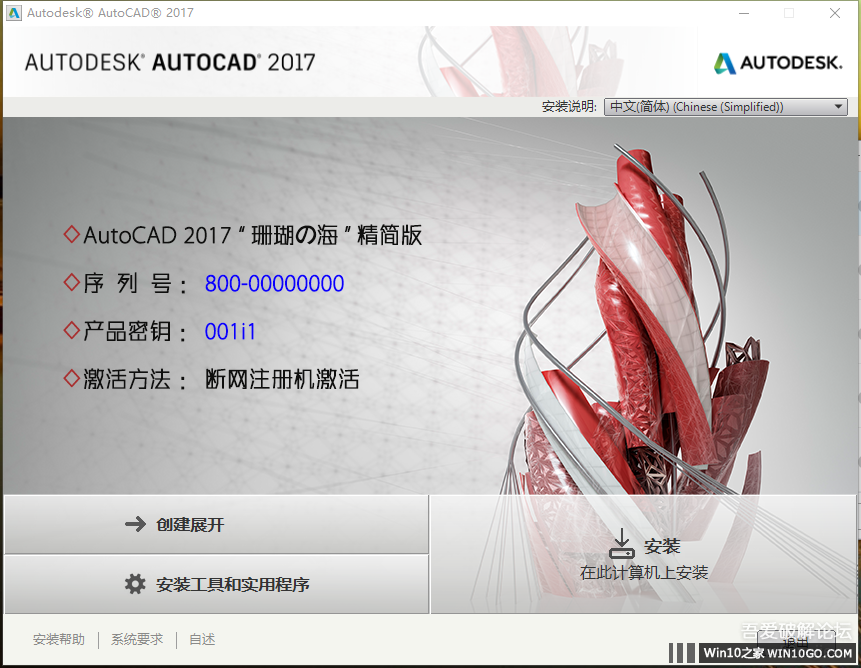 Autodesk® AutoCAD® 2017
AUTODESK® AUTOCAD® 2017
AUTODESK.
安装说明: 中文(简体) (Chinese (Simplified))
AutoCAD 2017 “ 珊瑚の海 ” 精简版
序 列 号 ： 800-00000000
产品密钥 ： 001i1
激活方法 ： 断网注册机激活
创建展开
安装工具和实用程序
安装
在此计算机上安装
安装帮助 | 系统要求 | 自述
吾爱破解论坛
退出
Win10之家 WIN10GO.COM